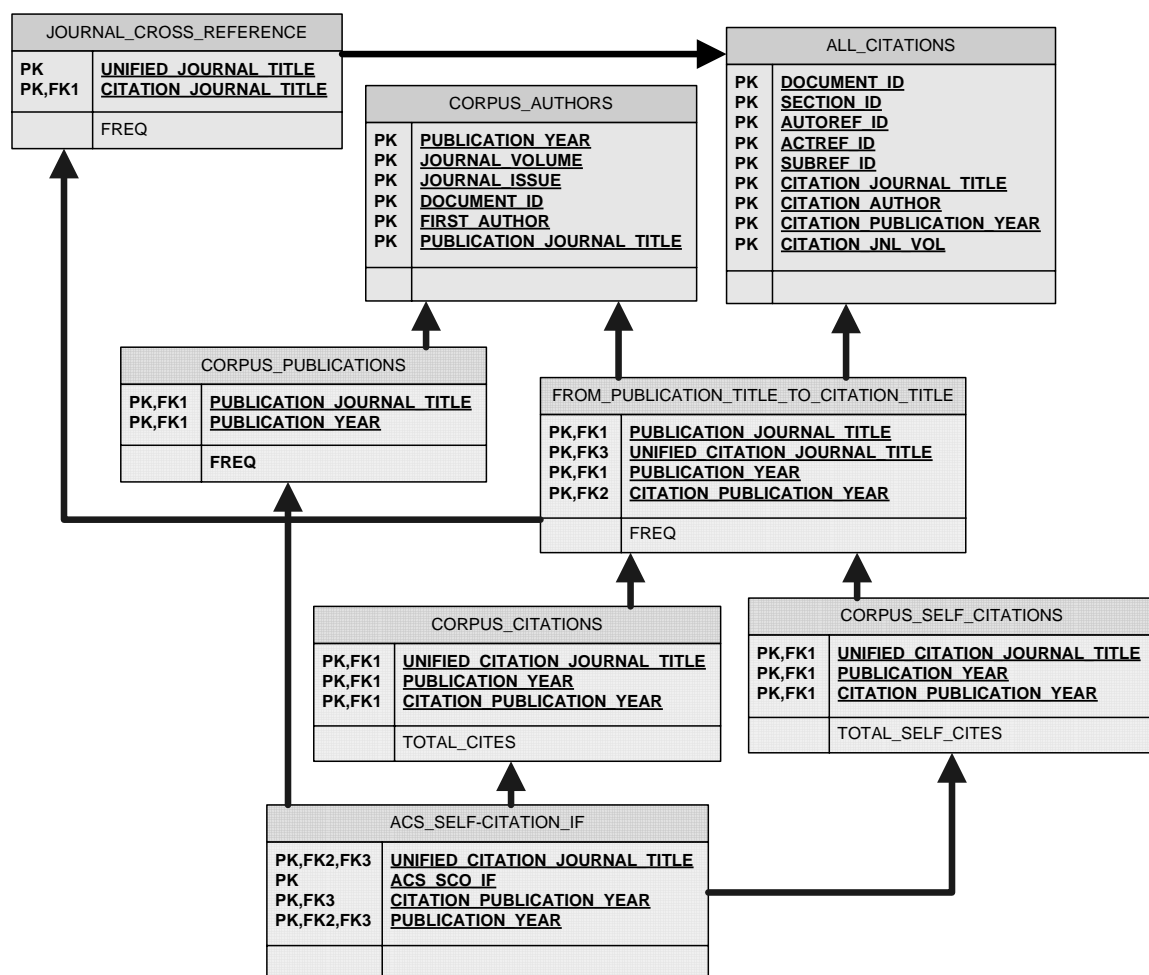 JOURNAL_CROSS_REFERENCE
PK UNIFIED_JOURNAL_TITLE
PK,FK1 CITATION_JOURNAL_TITLE
FREQ
ALL_CITATIONS
PK DOCUMENT_ID
PK SECTION_ID
PK AUTOREF_ID
PK ACTREF_ID
PK SUBREF_ID
PK CITATION_JOURNAL_TITLE
PK CITATION_AUTHOR
PK CITATION_PUBLICATION_YEAR
PK CITATION_JNL_VOL
CORPUS_AUTHORS
PK PUBLICATION_YEAR
PK JOURNAL_VOLUME
PK JOURNAL_ISSUE
PK DOCUMENT_ID
PK FIRST_AUTHOR
PK PUBLICATION_JOURNAL_TITLE
CORPUS_PUBLICATIONS
PK,FK1 PUBLICATION_JOURNAL_TITLE
PK,FK1 PUBLICATION_YEAR
FREQ
FROM_PUBLICATION_TITLE_TO_CITATION_TITLE
PK,FK1 PUBLICATION_JOURNAL_TITLE
PK,FK3 UNIFIED_CITATION_JOURNAL_TITLE
PK,FK1 PUBLICATION_YEAR
PK,FK2 CITATION_PUBLICATION_YEAR
FREQ
CORPUS_CITATIONS
PK,FK1 UNIFIED_CITATION_JOURNAL_TITLE
PK,FK1 PUBLICATION_YEAR
PK,FK1 CITATION_PUBLICATION_YEAR
TOTAL_CITES
CORPUS_SELF_CITATIONS
PK,FK1 UNIFIED_CITATION_JOURNAL_TITLE
PK,FK1 PUBLICATION_YEAR
PK,FK1 CITATION_PUBLICATION_YEAR
TOTAL_SELF_CITES
ACS_SELF-CITATION_IF
PK,FK2,FK3 UNIFIED_CITATION_JOURNAL_TITLE
PK ACS_SCO_IF
PK,FK3 CITATION_PUBLICATION_YEAR
PK,FK2,FK3 PUBLICATION_YEAR